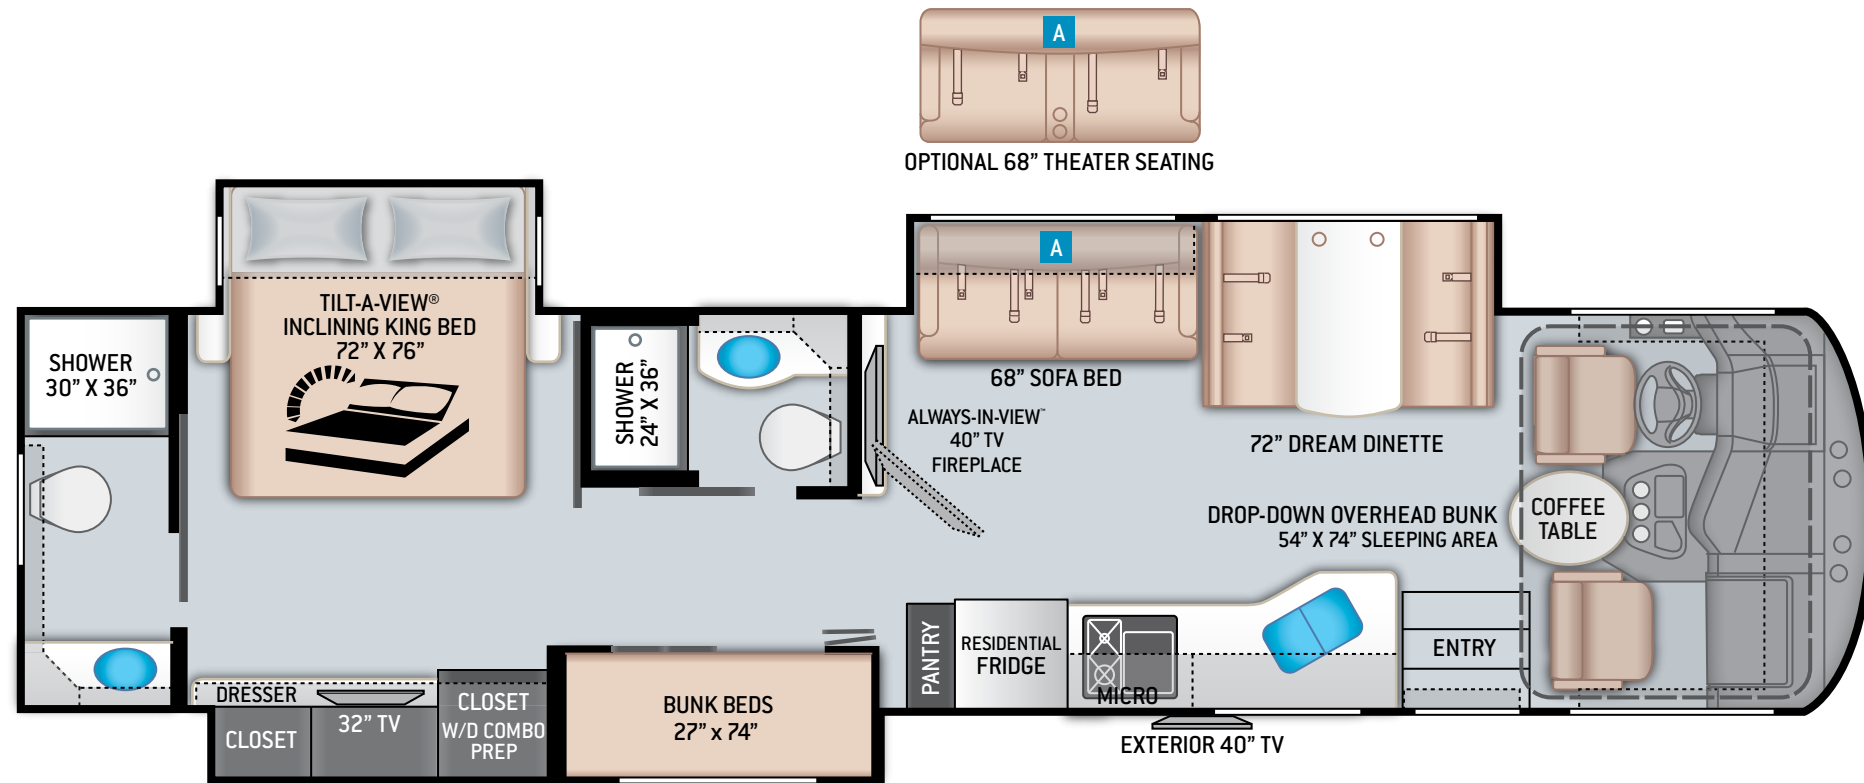 A
OPTIONAL 68” THEATER SEATING
A
TILT-A-VIEW®
INCLINING KING BED
72” X 76”
SHOWER
30” X 36”
SHOWER
24” X 36”
68” SOFA BED
ALWAYS-IN-VIEW™
40” TV
FIREPLACE
72” DREAM DINETTE
DROP-DOWN OVERHEAD BUNK
54” X 74” SLEEPING AREA
COFFEE
TABLE
PANTRY
RESIDENTIAL
FRIDGE
MICRO
ENTRY
DRESSER
CLOSET
32” TV
CLOSET
W/D COMBO
PREP
BUNK BEDS
27” x 74”
EXTERIOR 40” TV